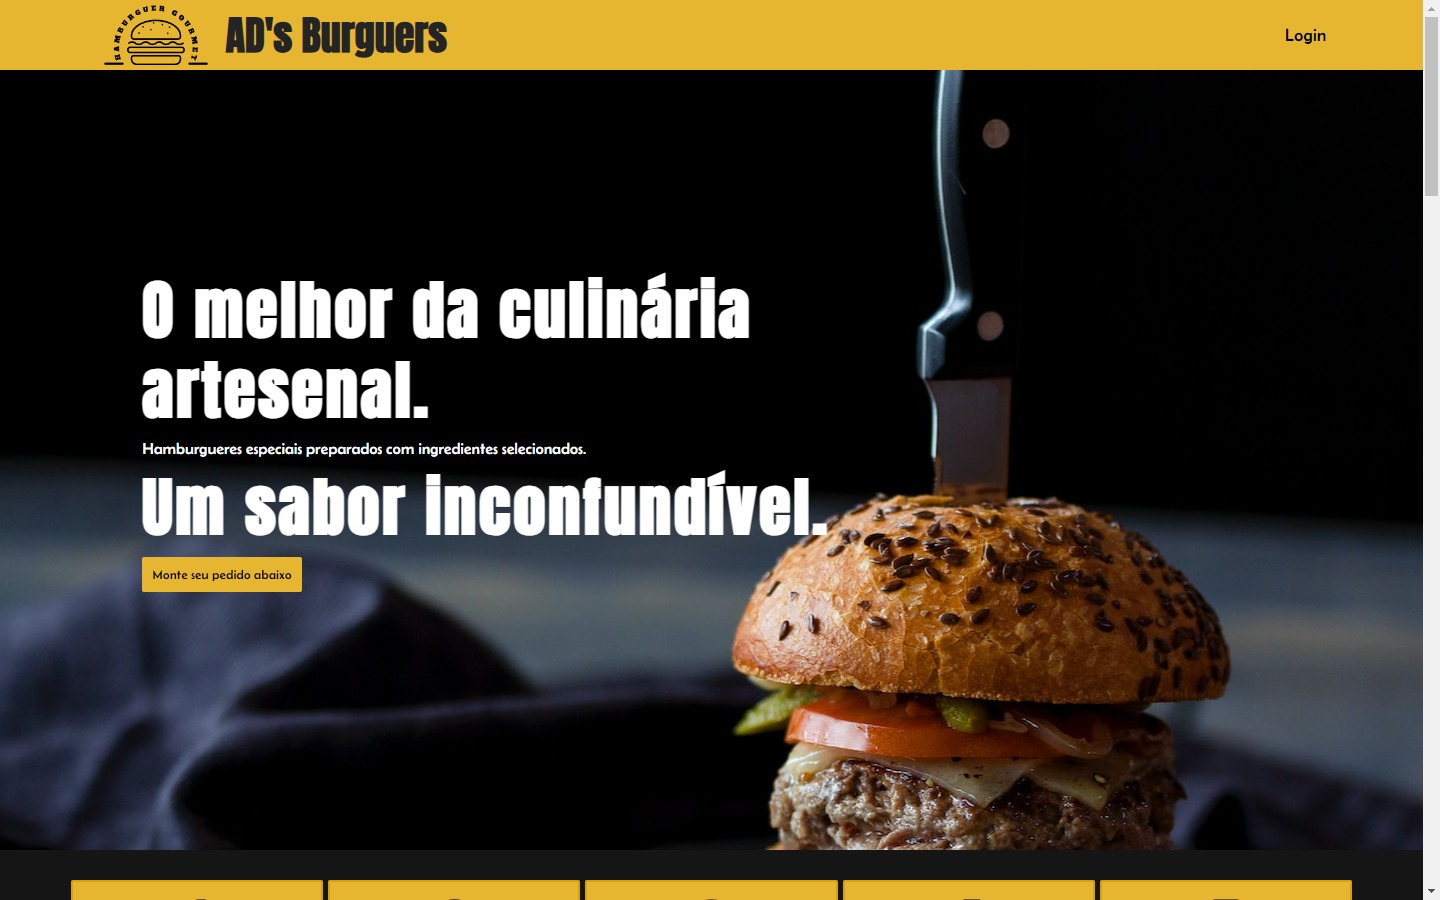 HAMBURGUER GOURMET
AD's Burguers
Login
O melhor da culinária
artesenal.
Hamburgueres especiais preparados com ingredientes selecionados.
Um sabor inconfundível.
Monte seu pedido abaixo